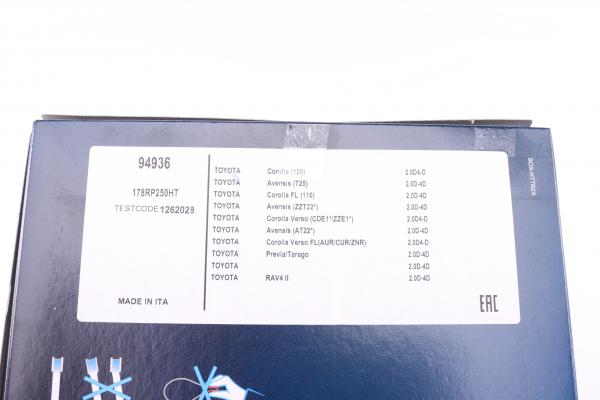 94936
178RP250HT
TESTCODE:1262028
MADE IN ITA
TOYOTA Corolla (120) 2.0D4-D
TOYOTA Avensis (T25) 2.0D-4D
TOYOTA Corolla FL (110) 2.0D-4D
TOYOTA Avensis (ZZT22*) 2.0D-4D
TOYOTA Corolla Verso (CDE1*/ZZE1*) 2.0D4-D
TOYOTA Avensis (AT22*) 2.0D-4D
TOYOTA Corolla Verso FL(AUR/CUR/ZNR) 2.0D4-D
TOYOTA Previa/Tarago 2.0D-4D
TOYOTA 2.0D-4D
TOYOTA RAV4 II 2.0D-4D
EAC